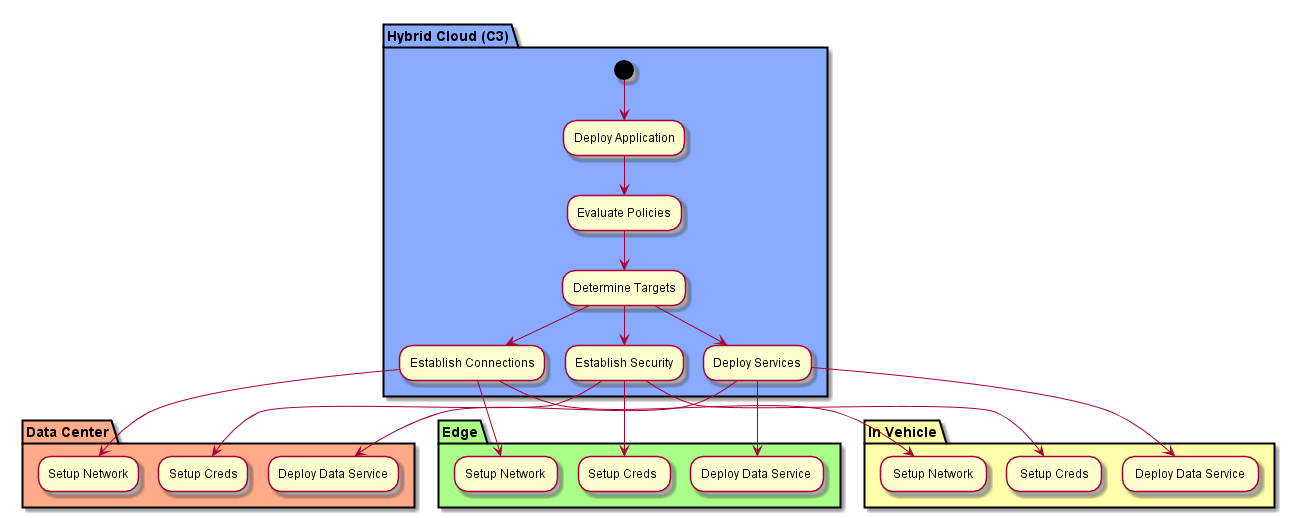 Hybrid Cloud (C3)
Deploy Application
Evaluate Policies
Determine Targets
Establish Connections
Establish Security
Deploy Services
Data Center
Setup Network
Setup Creds
Deploy Data Service
Edge
Setup Network
Setup Creds
Deploy Data Service
In Vehicle
Setup Network
Setup Creds
Deploy Data Service